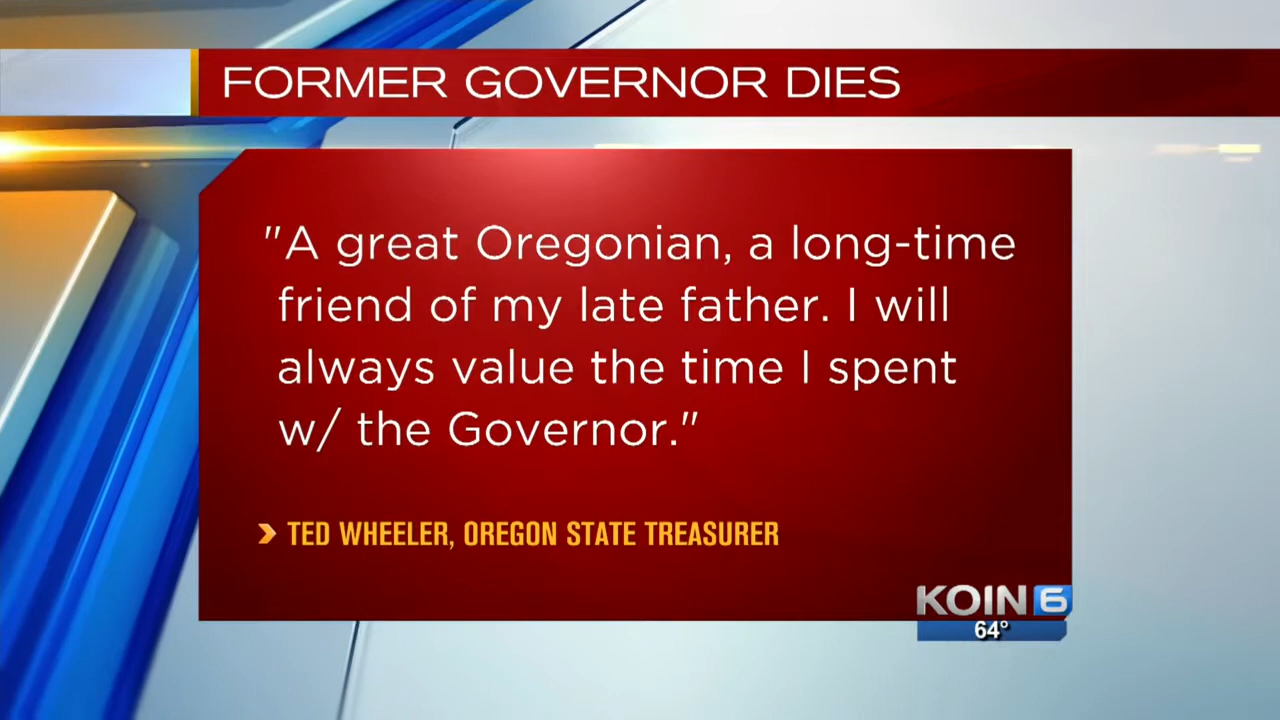 FORMER GOVERNOR DIES
"A great Oregonian, a long-time
friend of my late father. I will
always value the time I spent
w/ the Governor."
TED WHEELER, OREGON STATE TREASURER
KOIN 6
64°